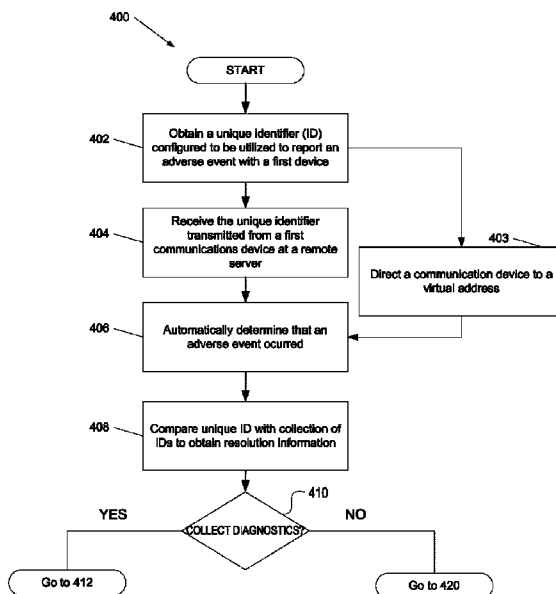 400
START
402
Obtain a unique identifier (ID)
configured to be utilized to report an
adverse event with a first device
404
Receive the unique identifier
transmitted from a first
communications device at a remote
server
403
Direct a communication device to a
virtual address
406
Automatically determine that an
adverse event ocurred
408
Compare unique ID with collection of
IDs to obtain resolution information
410
YES
COLLECT DIAGNOSTICS?
NO
Go to 412
Go to 420